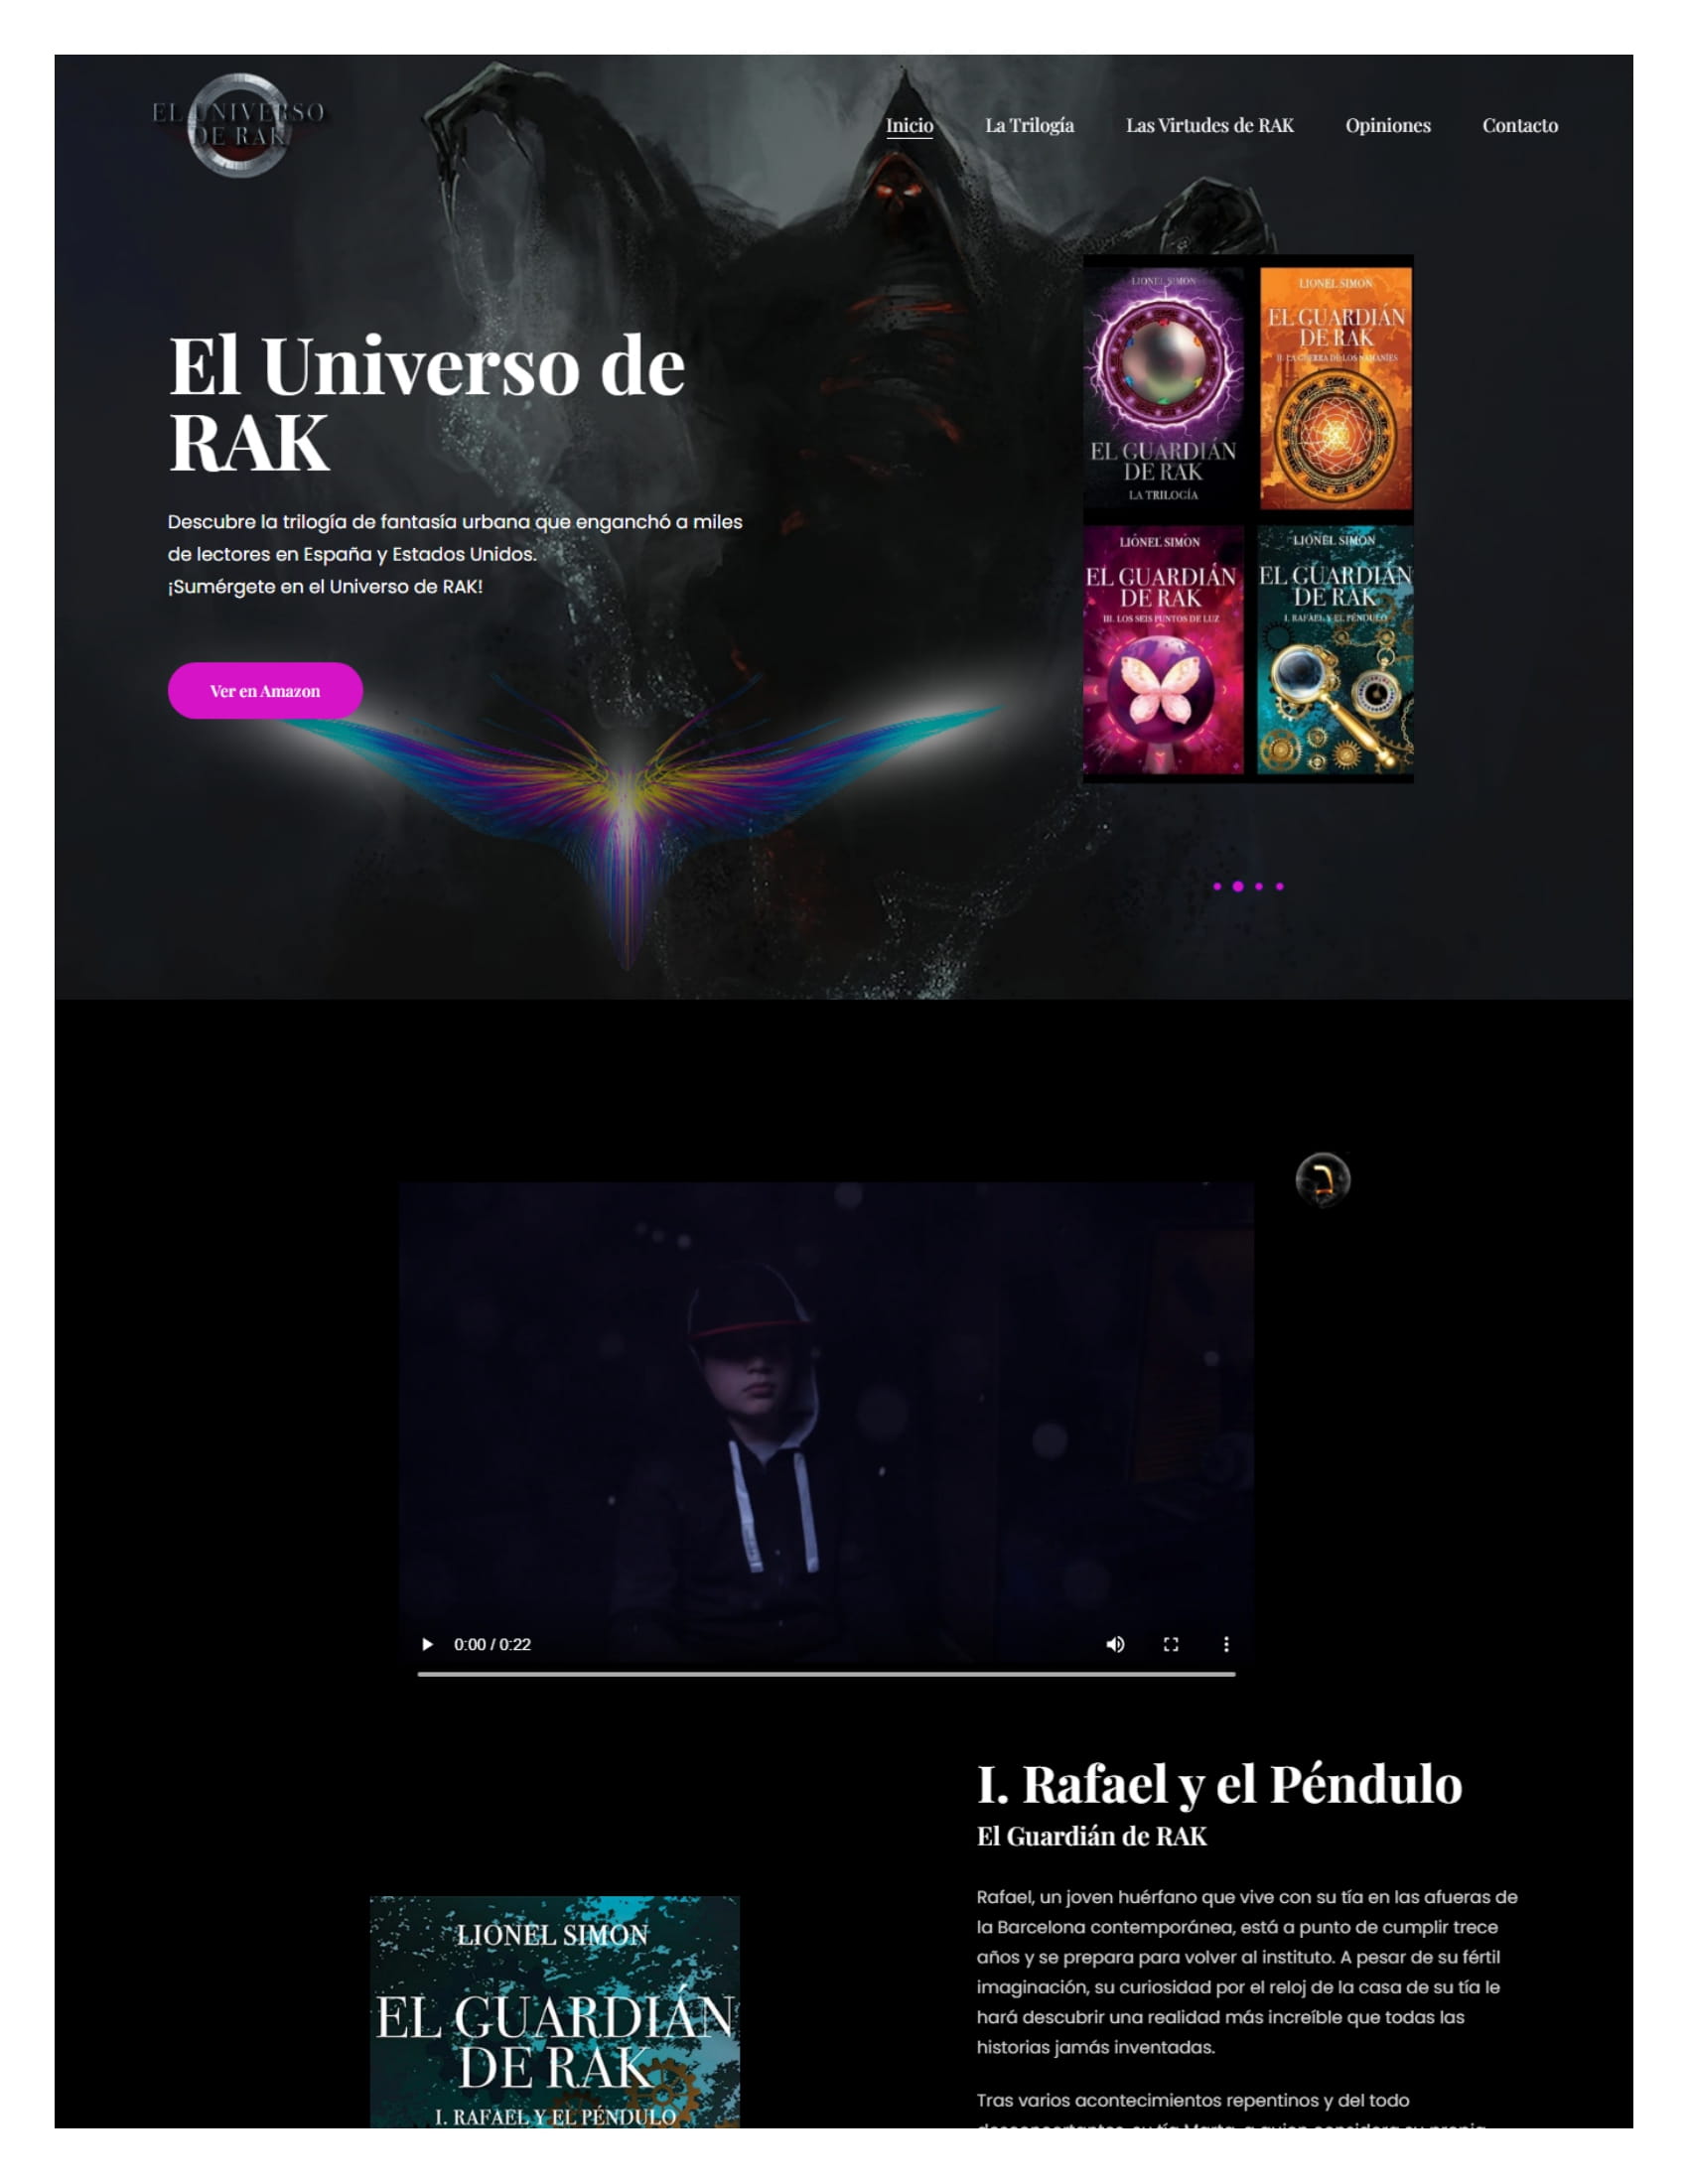 EL UNIVERSO
DE RAK
Inicio
La Trilogía
Las Virtudes de RAK
Opiniones
Contacto
El Universo de
RAK
Descubre la trilogía de fantasía urbana que enganchó a miles
de lectores en España y Estados Unidos.
¡Sumérgete en el Universo de RAK!
Ver en Amazon
LIONEL SIMON
EL GUARDIÁN
DE RAK
LA TRILOGÍA
LIONEL SIMON
EL GUARDIÁN
DE RAK
II. LA GUERRA DE LOS
LIONEL SIMON
EL GUARDIÁN
DE RAK
III. LOS SEIS PUNTOS DE LUZ
LIONEL SIMON
EL GUARDIÁN
DE RAK
I. RAFAEL Y EL PÉNDULO
0:00 / 0:22
I. Rafael y el Péndulo
El Guardián de RAK
Rafael, un joven huérfano que vive con su tía en las afueras de
la Barcelona contemporánea, está a punto de cumplir trece
años y se prepara para volver al instituto. A pesar de su fértil
imaginación, su curiosidad por el reloj de la casa de su tía le
hará descubrir una realidad más increíble que todas las
historias jamás inventadas.
Tras varios acontecimientos repentinos y del todo
LIONEL SIMON
EL GUARDIÁN
DE RAK
I. RAFAEL Y EL PÉNDULO